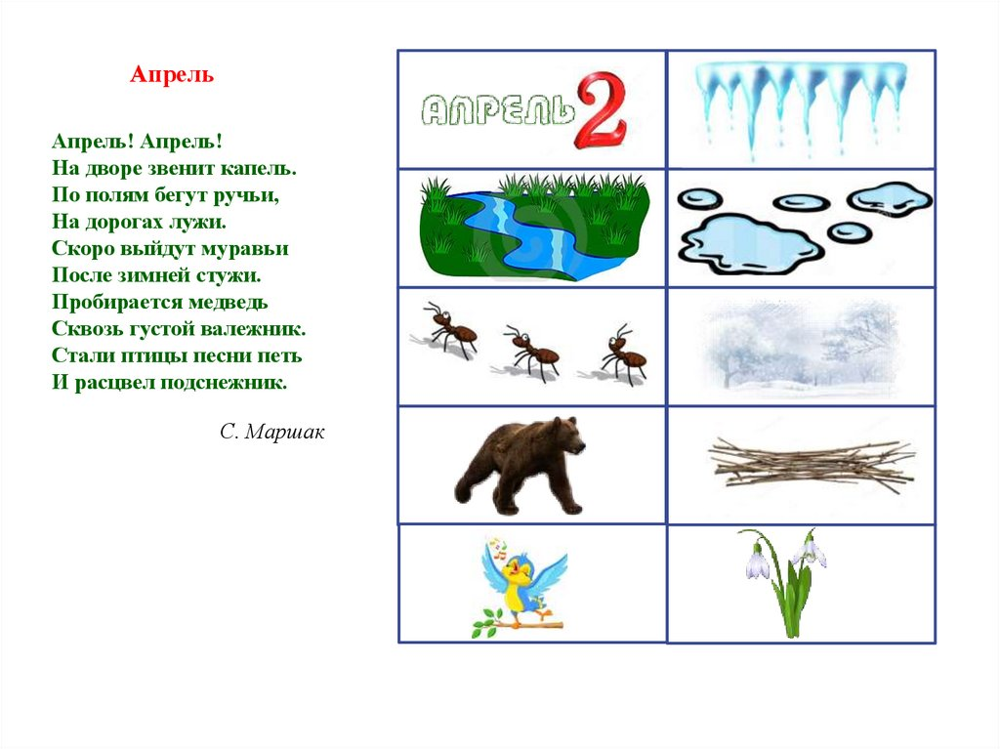 Апрель
Апрель! Апрель!
На дворе звенит капель.
По полям бегут ручьи,
На дорогах лужи.
Скоро выйдут муравьи
После зимней стужи.
Пробирается медведь
Сквозь густой валежник.
Стали птицы песни петь
И расцвел подснежник.
С. Маршак
АПРЕЛЬ 2